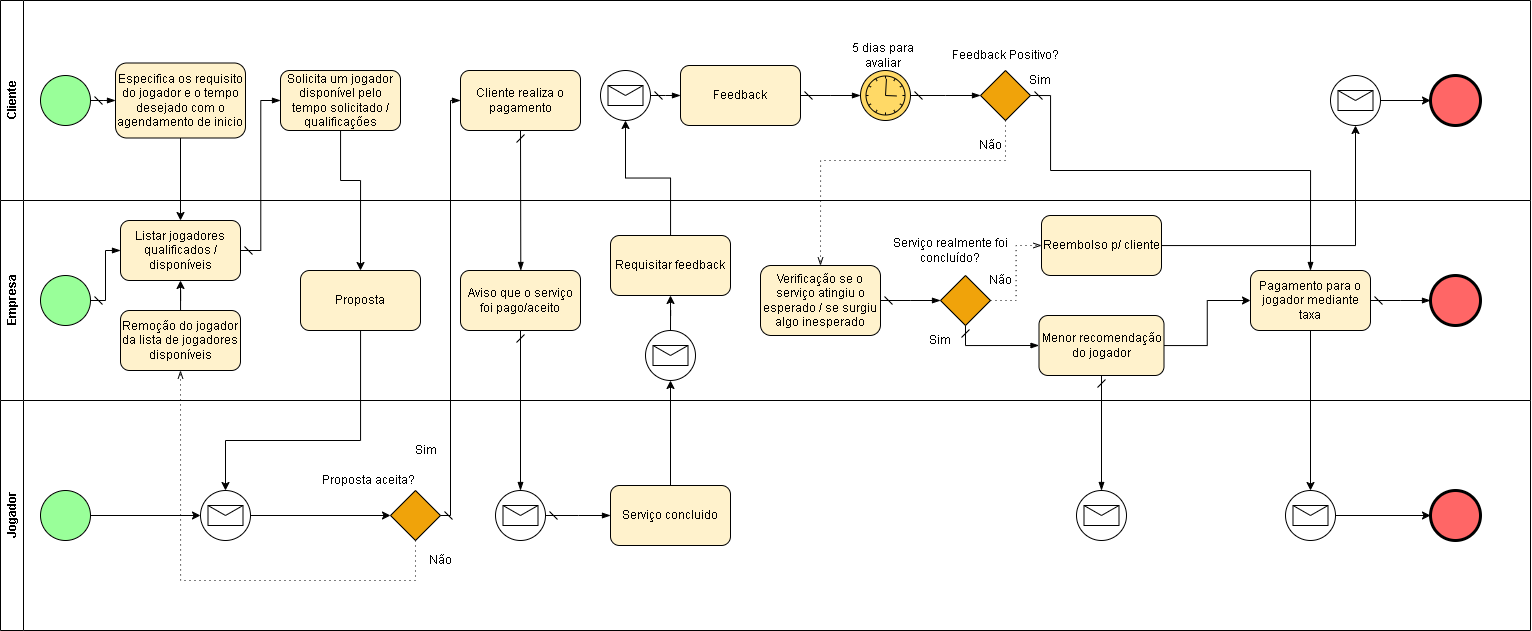 Cliente
Especifica os requisito
do jogador e o tempo
desejado com o
agendamento de inicio
Solicita um jogador
disponível pelo
tempo solicitado /
qualificações
Cliente realiza o
pagamento
Feedback
5 dias para
avaliar
Feedback Positivo?
Sim
Não
Empresa
Listar jogadores
qualificados /
disponíveis
Remoção do jogador
da lista de jogadores
disponíveis
Proposta
Aviso que o serviço
foi pago/aceito
Requisitar feedback
Verificação se o
serviço atingiu o
esperado / se surgiu
algo inesperado
Serviço realmente foi
concluído?
Não
Sim
Reembolso p/ cliente
Menor recomendação
do jogador
Pagamento para o
jogador mediante
taxa
Jogador
Proposta aceita?
Sim
Não
Serviço concluido